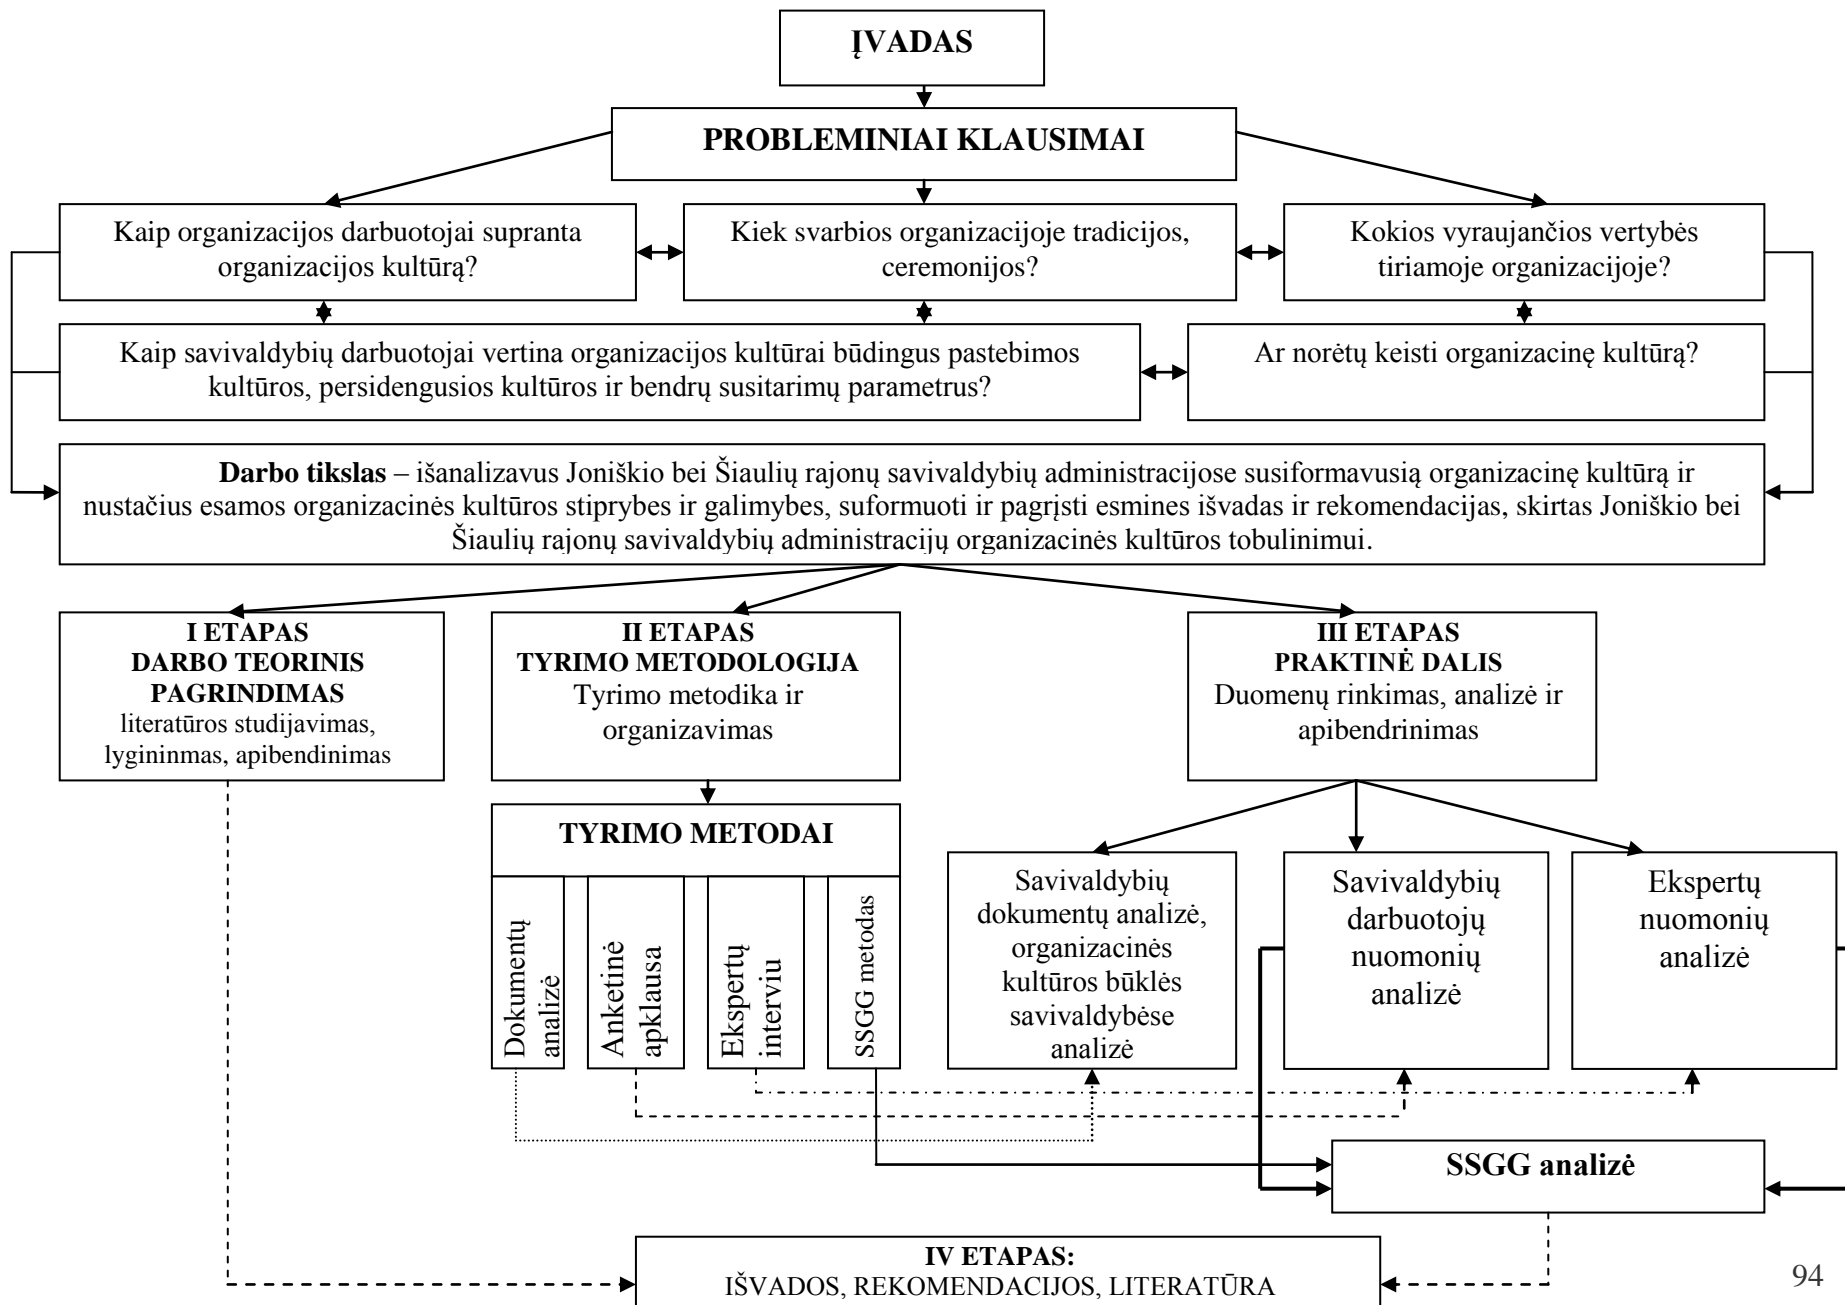 ĮVADAS
PROBLEMINIAI KLAUSIMAI
Kaip organizacijos darbuotojai supranta
organizacijos kultūrą?
Kiek svarbios organizacijoje tradicijos,
ceremonijos?
Kokios vyraujančios vertybės
tiriamoje organizacijoje?
Kaip savivaldybių darbuotojai vertina organizacijos kultūrai būdingus pastebimos
kultūros, persidengusios kultūros ir bendrų susitarimų parametrus?
Ar norėtų keisti organizacinę kultūrą?
Darbo tikslas – išanalizavus Joniškio bei Šiaulių rajonų savivaldybių administracijose susiformavusią organizacinę kultūrą ir
nustačius esamos organizacinės kultūros stiprybes ir galimybes, suformuoti ir pagrįsti esmines išvadas ir rekomendacijas, skirtas Joniškio bei
Šiaulių rajonų savivaldybių administracijų organizacinės kultūros tobulinimui.
I ETAPAS
DARBO TEORINIS
PAGRINDIMAS
literatūros studijavimas,
lygininmas, apibendinimas
II ETAPAS
TYRIMO METODOLOGIJA
Tyrimo metodika ir
organizavimas
III ETAPAS
PRAKTINĖ DALIS
Duomenų rinkimas, analizė ir
apibendrinimas
TYRIMO METODAI
Dokumentų
analizė
Anketinė
apklausa
Ekspertų
interviu
SSGG metodas
Savivaldybių
dokumentų analizė,
organizacinės
kultūros būklės
savivaldybėse
analizė
Savivaldybių
darbuotojų
nuomonių
analizė
Ekspertų
nuomonių
analizė
SSGG analizė
IV ETAPAS:
IŠVADOS, REKOMENDACIJOS, LITERATŪRA
94